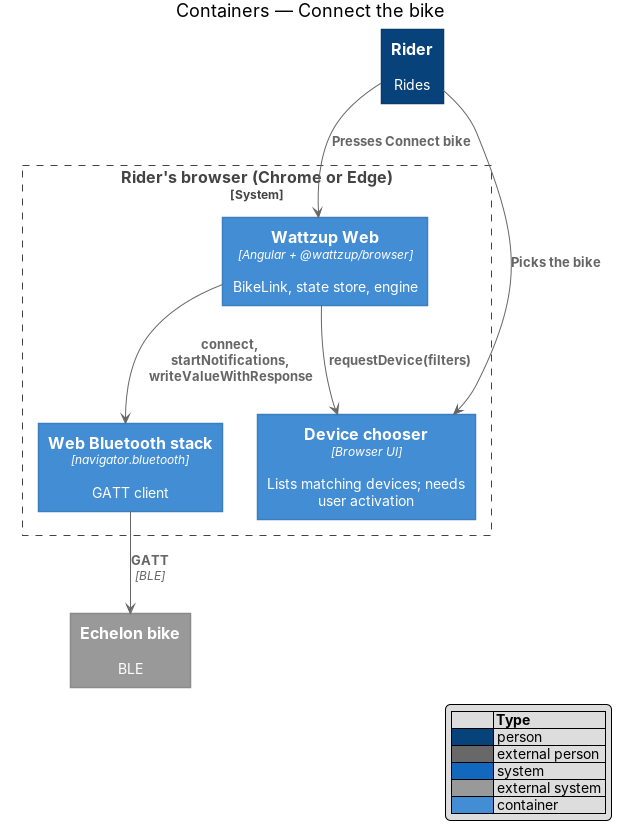 Containers — Connect the bike
Rider
Rides
Presses Connect bike
Rider's browser (Chrome or Edge)
[System]
Wattzup Web
[Angular + @wattzup/browser]
BikeLink, state store, engine
Picks the bike
connect,
startNotifications,
writeValueWithResponse
requestDevice(filters)
Web Bluetooth stack
[navigator.bluetooth]
GATT client
Device chooser
[Browser UI]
Lists matching devices; needs
user activation
GATT
[BLE]
Echelon bike
BLE
Type
person
external person
system
external system
container